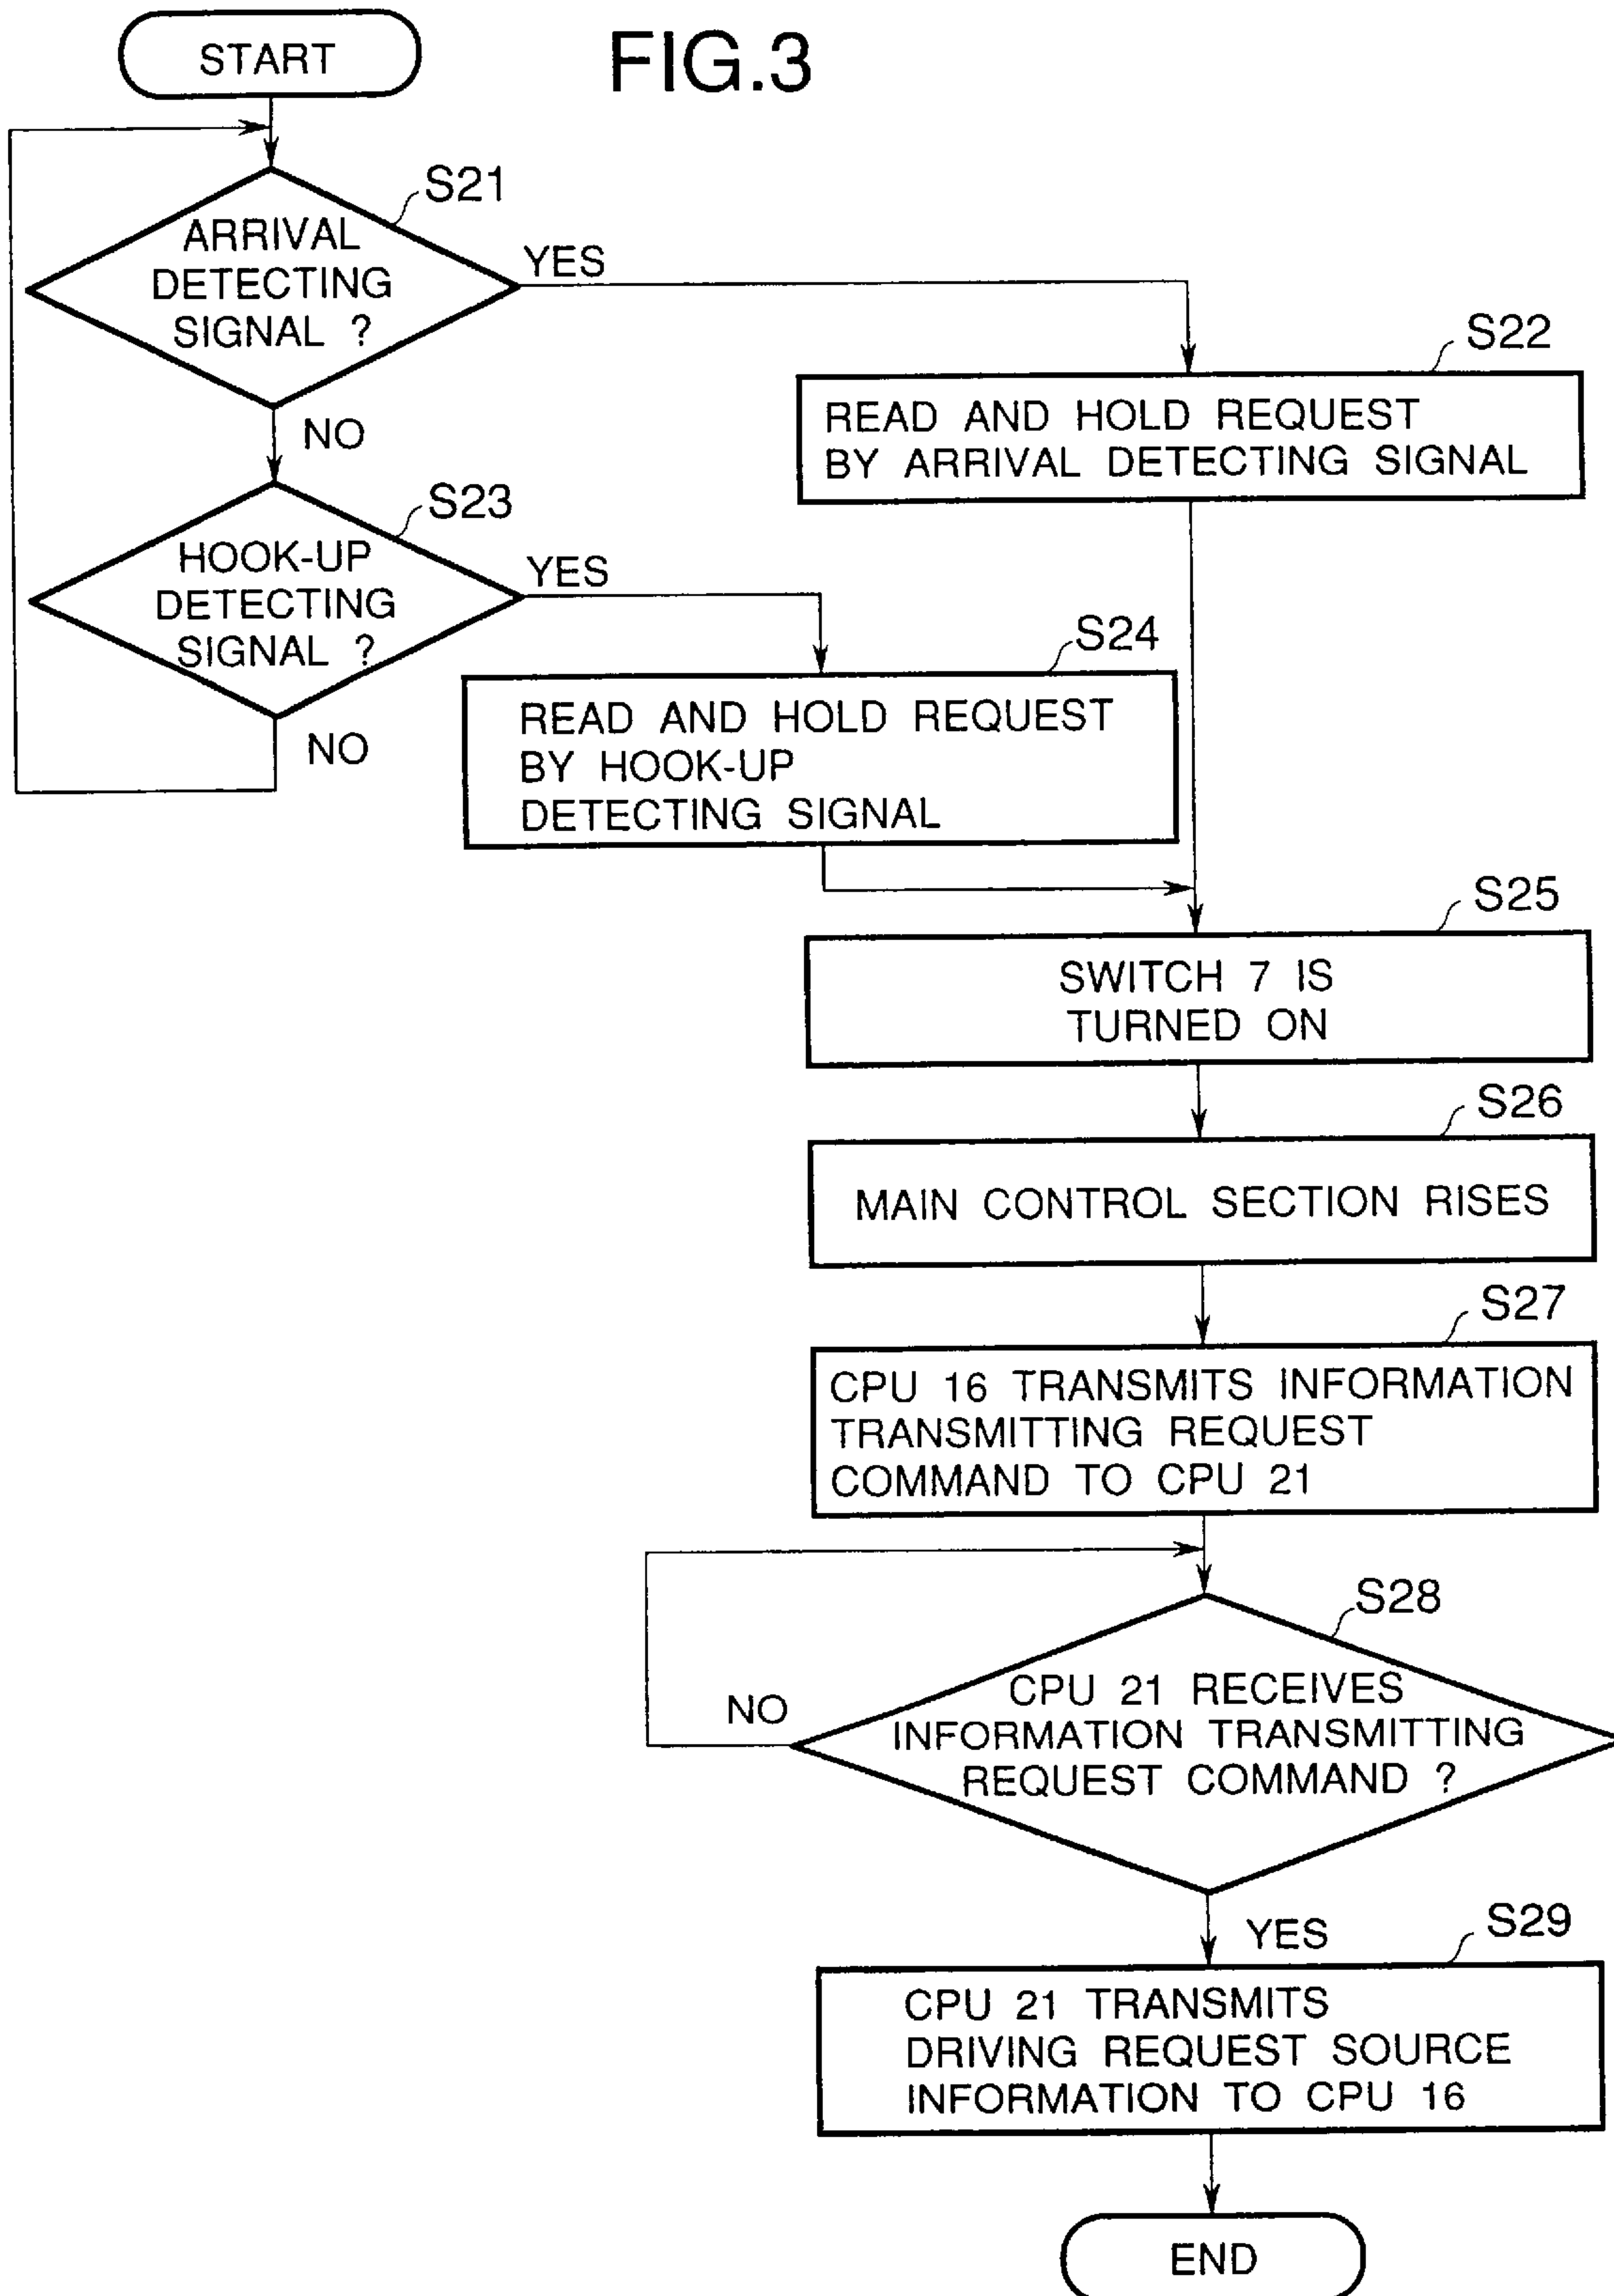 START
FIG.3
S21
ARRIVAL
DETECTING
SIGNAL ?
YES
NO
S22
READ AND HOLD REQUEST
BY ARRIVAL DETECTING SIGNAL
S23
HOOK-UP
DETECTING
SIGNAL ?
YES
NO
S24
READ AND HOLD REQUEST
BY HOOK-UP
DETECTING SIGNAL
S25
SWITCH 7 IS
TURNED ON
S26
MAIN CONTROL SECTION RISES
S27
CPU 16 TRANSMITS INFORMATION
TRANSMITTING REQUEST
COMMAND TO CPU 21
S28
CPU 21 RECEIVES
INFORMATION TRANSMITTING
REQUEST COMMAND ?
NO
YES
S29
CPU 21 TRANSMITS
DRIVING REQUEST SOURCE
INFORMATION TO CPU 16
END